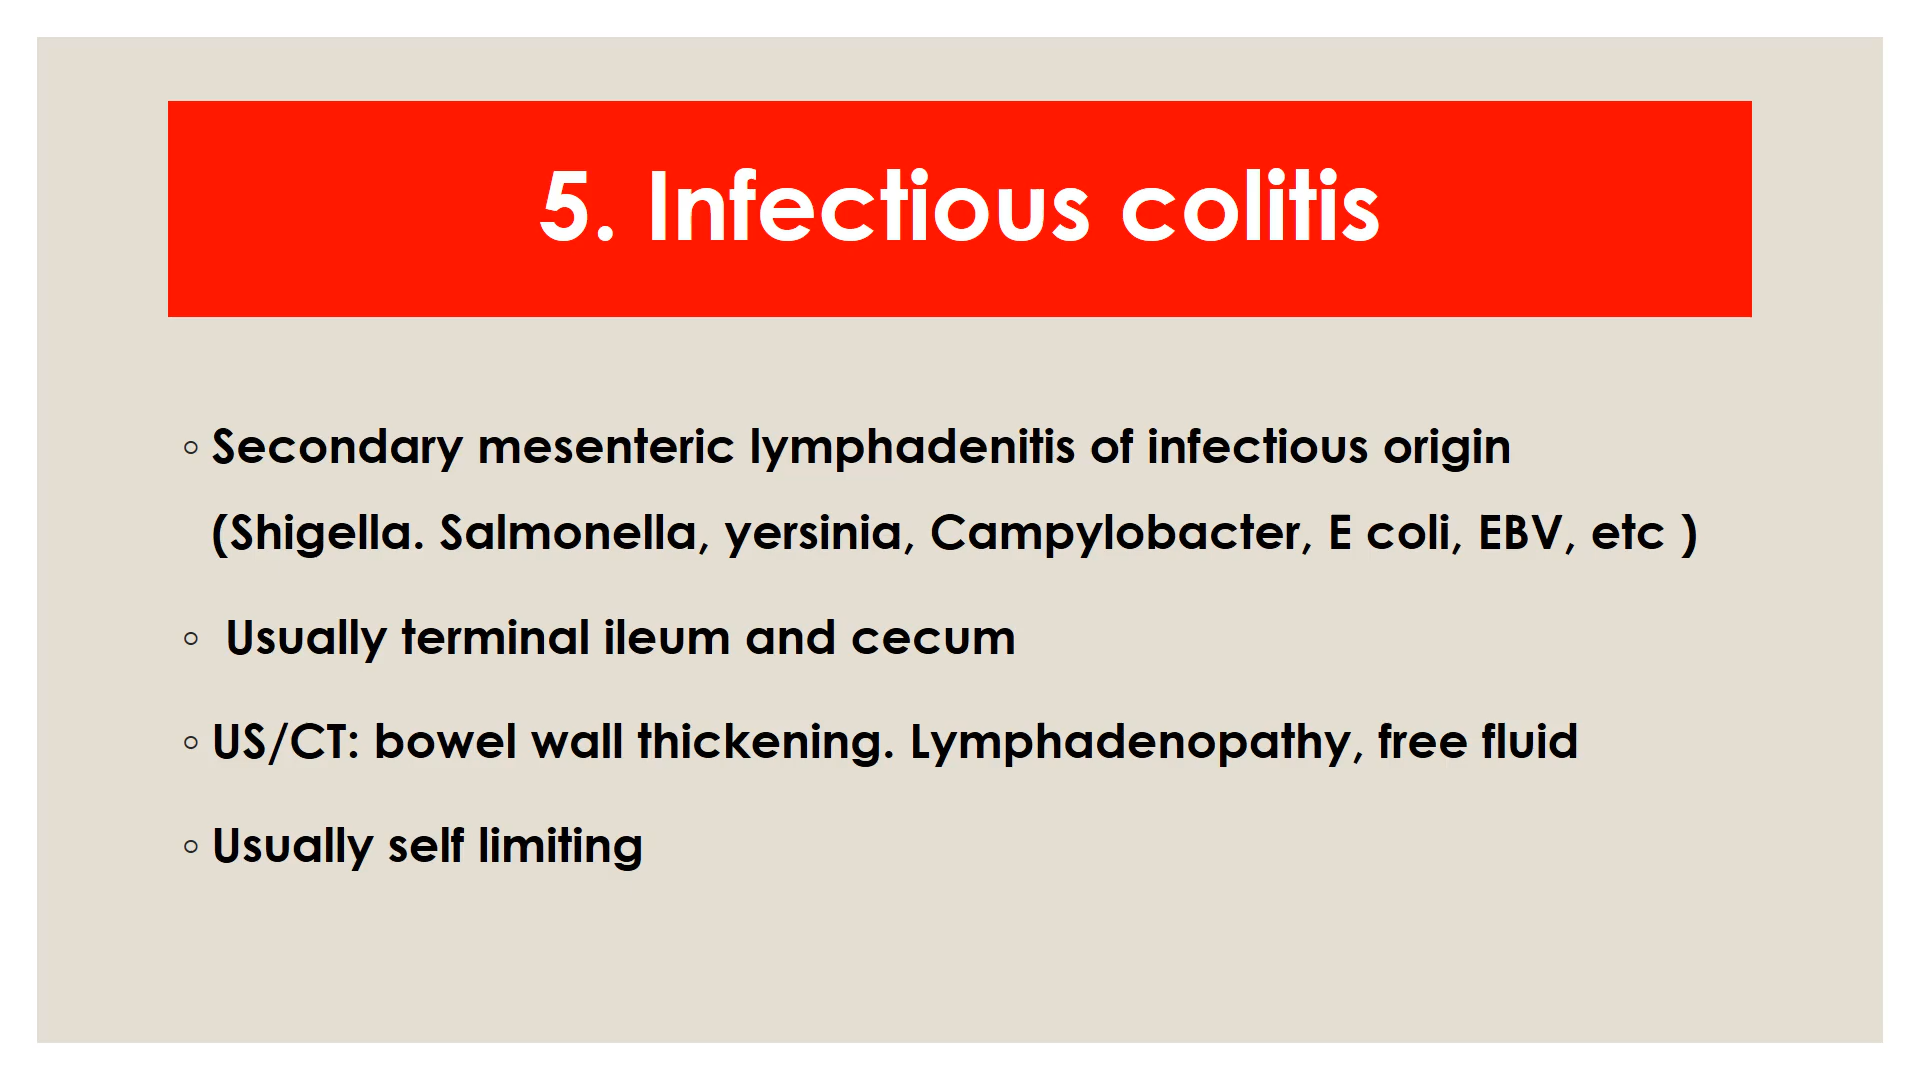 5. Infectious colitis
◦ Secondary mesenteric lymphadenitis of infectious origin
(Shigella. Salmonella, yersinia, Campylobacter, E coli, EBV, etc )
◦ Usually terminal ileum and cecum
◦ US/CT: bowel wall thickening. Lymphadenopathy, free fluid
◦ Usually self limiting